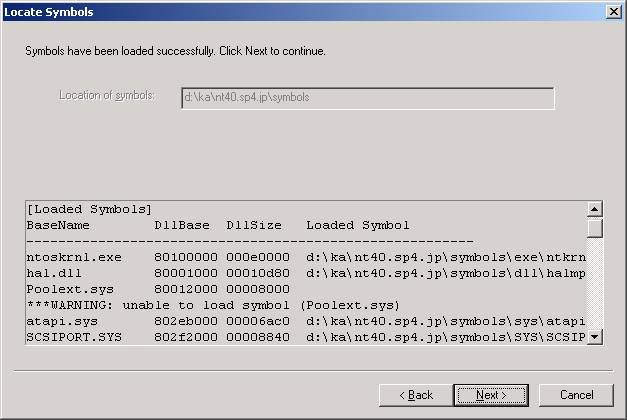 Locate Symbols
Symbols have been loaded successfully. Click Next to continue.
Location of symbols: d:\ka\nt40.sp4.jp\symbols
[Loaded Symbols]
BaseName DllBase DllSize Loaded Symbol
--------------------------------------------------------
ntoskrnl.exe 80100000 000e0000 d:\ka\nt40.sp4.jp\symbols\exe\ntkrn
hal.dll 80001000 00010d80 d:\ka\nt40.sp4.jp\symbols\dll\halmp
Poolext.sys 80012000 00008000
***WARNING: unable to load symbol (Poolext.sys)
atapi.sys 802eb000 00006ac0 d:\ka\nt40.sp4.jp\symbols\sys\atapi
SCSIPORT.SYS 802f2000 00008840 d:\ka\nt40.sp4.jp\symbols\SYS\SCSIP
< Back Next > Cancel